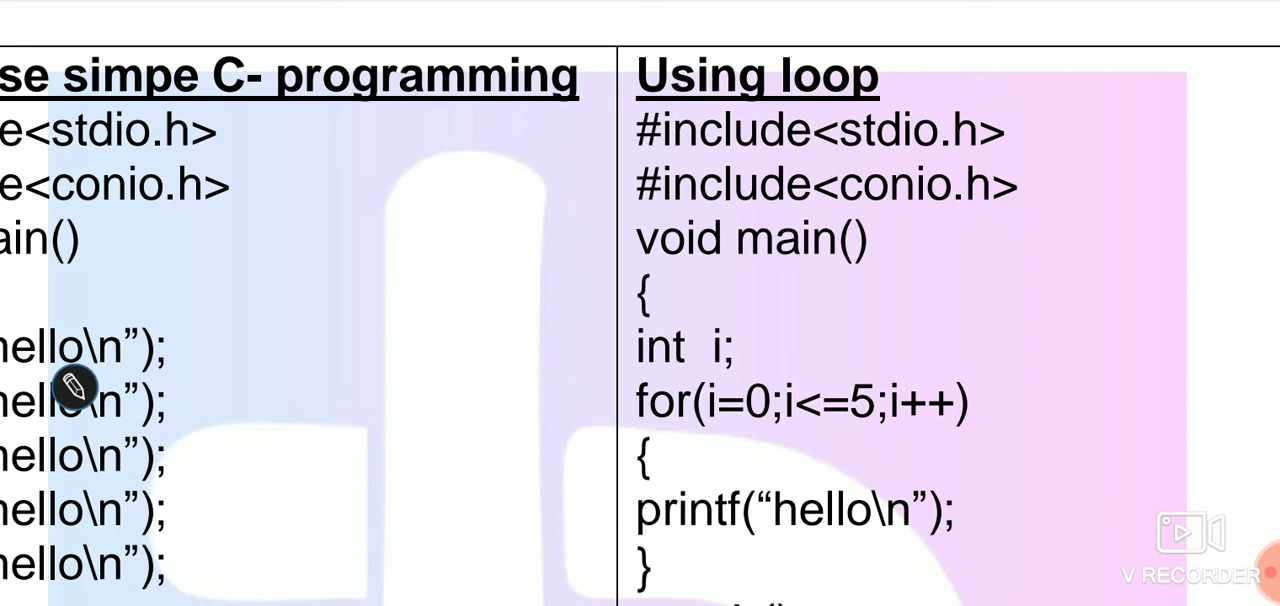 se simpe C- programming
e<stdio.h>
e<conio.h>
ain()
hello\n”);
hello\n”);
hello\n”);
hello\n”);
hello\n”);
Using loop
#include<stdio.h>
#include<conio.h>
void main()
{
int  i;
for(i=0;i<=5;i++)
{
printf(“hello\n”);
}
V RECORDER